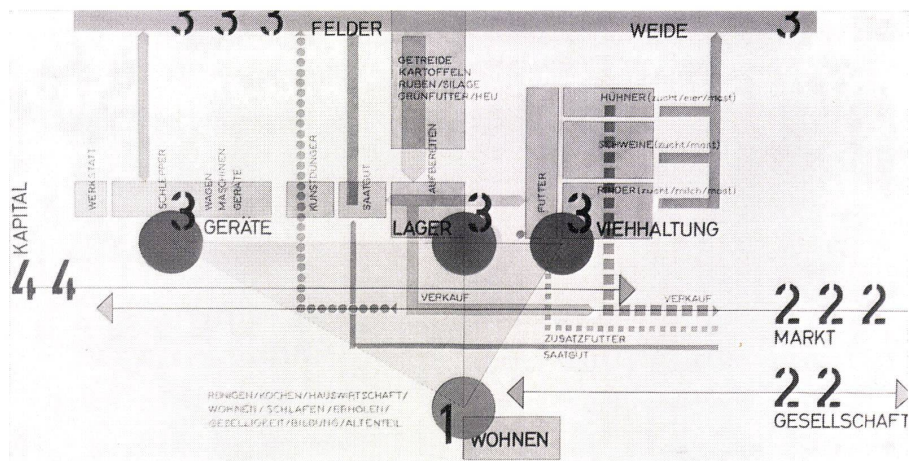 3 3 3 FELDER WEIDE 3
GETREIDE
KARTOFFELN
RÜBEN/SILAGE
GRÜNFUTTER/HEU
HÜHNER (zucht/eier/mast)
SCHWEINE (zucht/mast)
RINDER (zucht/milch/mast)
WERKSTATT
SCHLEPPER
WAGEN
MASCHINEN
GERÄTE
KUNSTDÜNGER
SAATGUT
AUFBEREITEN
FUTTER
3 GERÄTE
LAGER 3
3 VIEHHALTUNG
KAPITAL
4 4
VERKAUF
VERKAUF
2 2 2
MARKT
ZUSATZFUTTER
SAATGUT
2 2
GESELLSCHAFT
REINIGEN/KOCHEN/HAUSWIRTSCHAFT/
WOHNEN/SCHLAFEN/ERHOLEN/
GESELLIGKEIT/BILDUNG/ALTENTEIL
1 WOHNEN